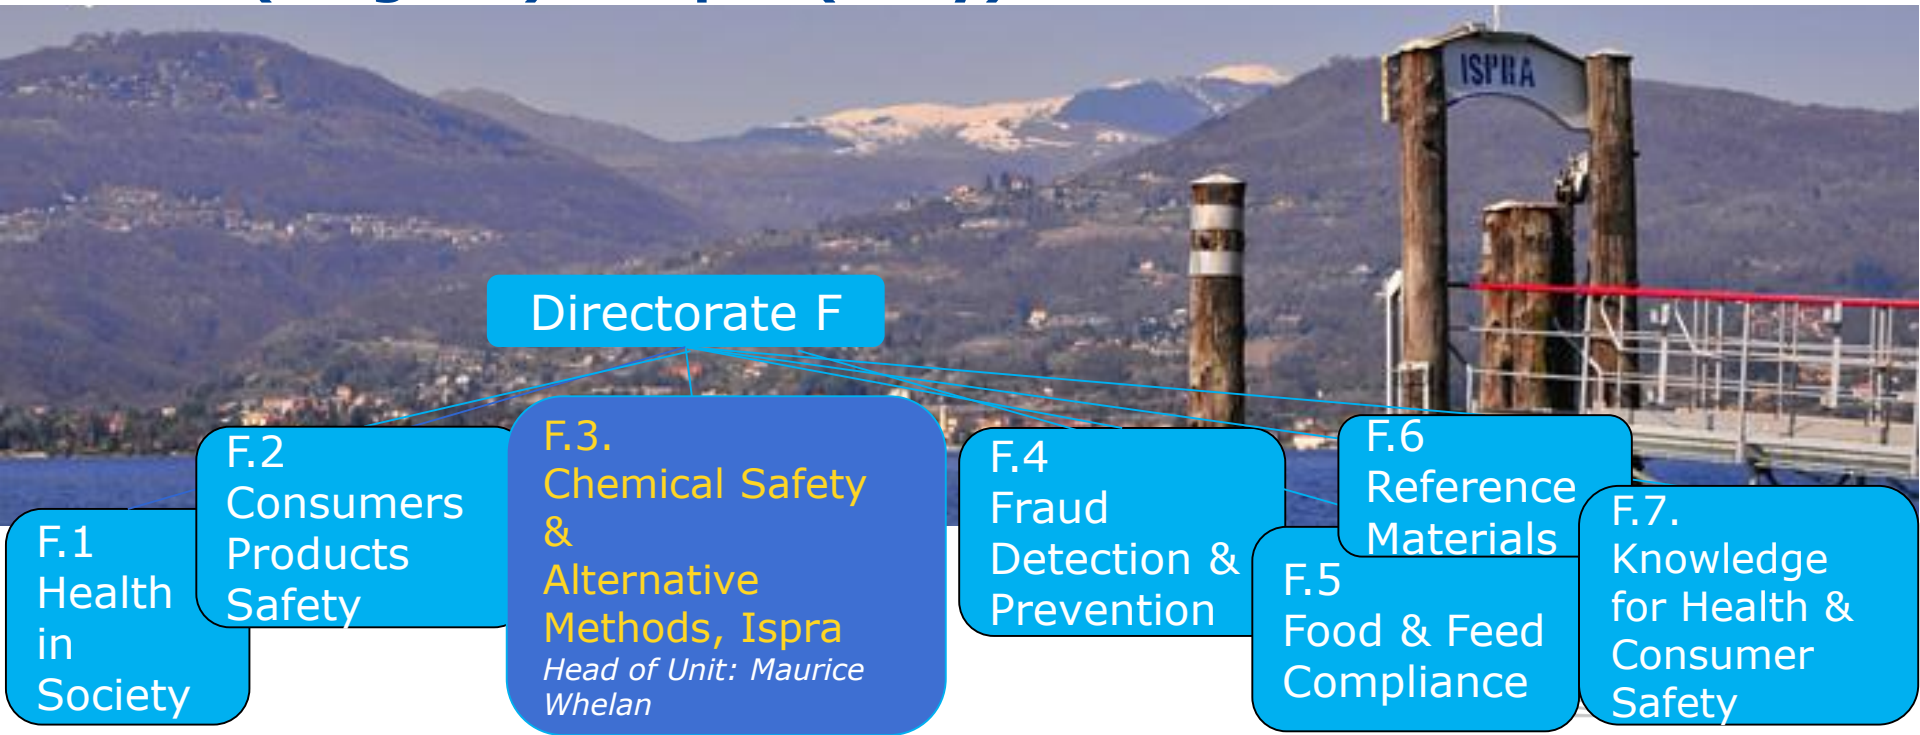 ISPRA
Directorate F
F.1
Health
in
Society
F.2
Consumers
Products
Safety
F.3.
Chemical Safety
&
Alternative
Methods, Ispra
Head of Unit: Maurice
Whelan
F.4
Fraud
Detection &
Prevention
F.5
Food & Feed
Compliance
F.6
Reference
Materials
F.7.
Knowledge
for Health &
Consumer
Safety